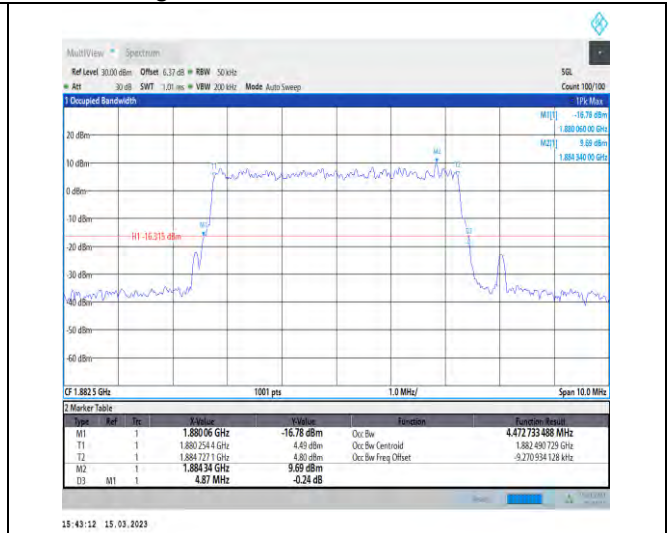 MultiView Spectrum
Ref Level 30.00 dBm Offset 6.37 dB RBW 50 kHz SGL
Att 30 dB SWT 1.01 ms VBW 200 kHz Mode Auto Sweep Count 100/100
1 Occupied Bandwidth 1Pk Max
M1[1] -16.78 dBm
1.880 060 00 GHz
M2[1] 9.69 dBm
1.884 340 00 GHz
20 dBm
M2
10 dBm
T1 T2
0 dBm
-10 dBm
H1 -16.315 dBm
-20 dBm
-30 dBm
-40 dBm
-50 dBm
-60 dBm
CF 1.882 5 GHz 1001 pts 1.0 MHz/ Span 10.0 MHz
2 Marker Table
Type Ref Trc X-Value Y-Value Function Function Result
M1 1 1.88006 GHz -16.78 dBm Occ Bw 4.472 733 488 MHz
T1 1 1.880 254 4 GHz 4.49 dBm Occ Bw Centroid 1.882 490 729 GHz
T2 1 1.884 727 1 GHz 4.80 dBm Occ Bw Freq Offset -9.270 934 128 kHz
M2 1 1.88434 GHz 9.69 dBm
D3 M1 1 4.87 MHz -0.24 dB
15:43:12 15.03.2023